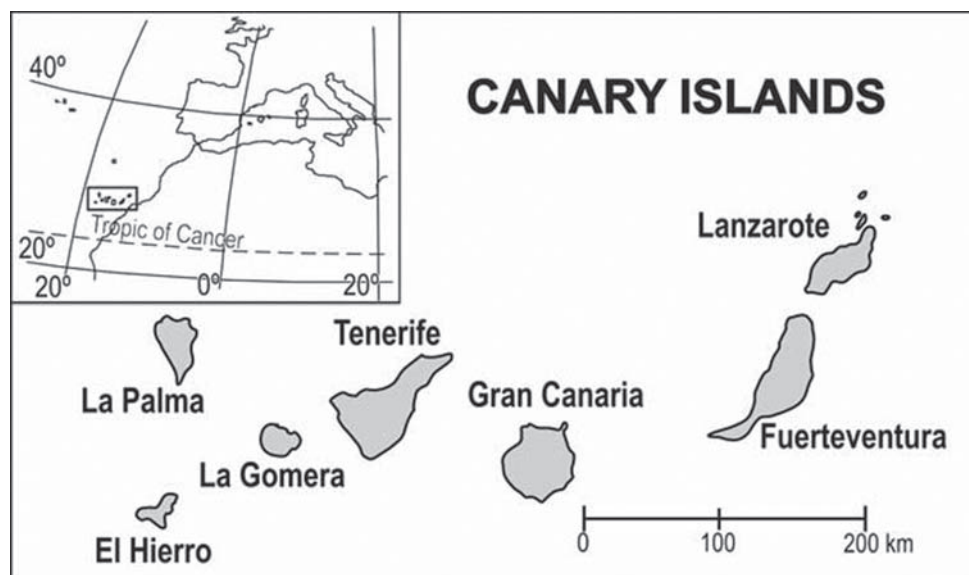 CANARY ISLANDS
40º
Tropic of Cancer
20º
20º
0º
20º
Lanzarote
Tenerife
La Palma
Gran Canaria
Fuerteventura
La Gomera
El Hierro
0
100
200 km